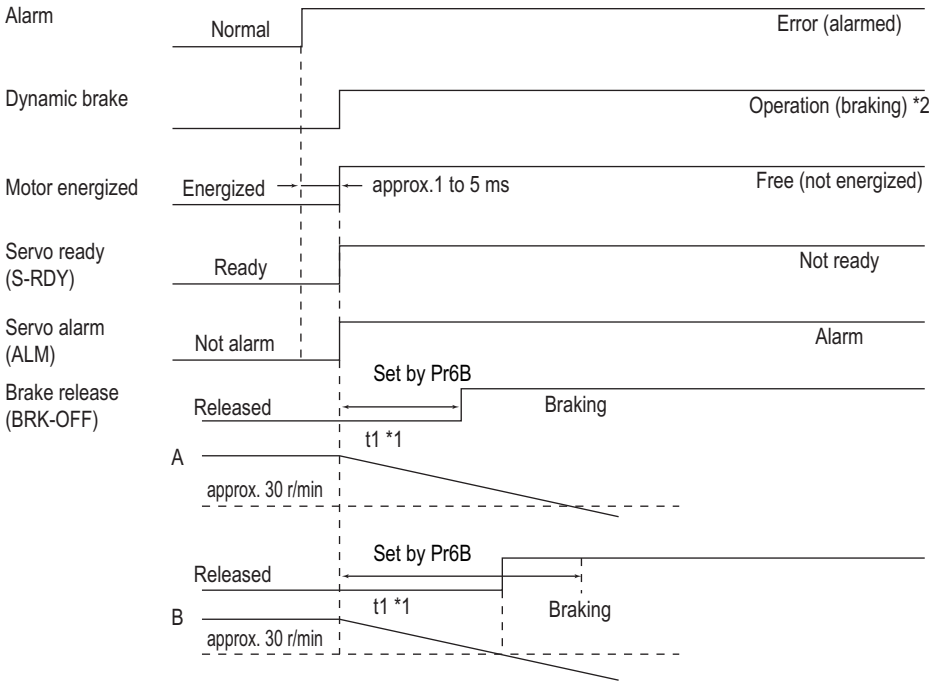 Alarm
Normal
Error (alarmed)
Dynamic brake
Operation (braking) *2
Motor energized
Energized
approx.1 to 5 ms
Free (not energized)
Servo ready
(S-RDY)
Ready
Not ready
Servo alarm
(ALM)
Not alarm
Alarm
Brake release
(BRK-OFF)
Released
Set by Pr6B
Braking
t1 *1
A
approx. 30 r/min
Released
Set by Pr6B
t1 *1
Braking
B
approx. 30 r/min